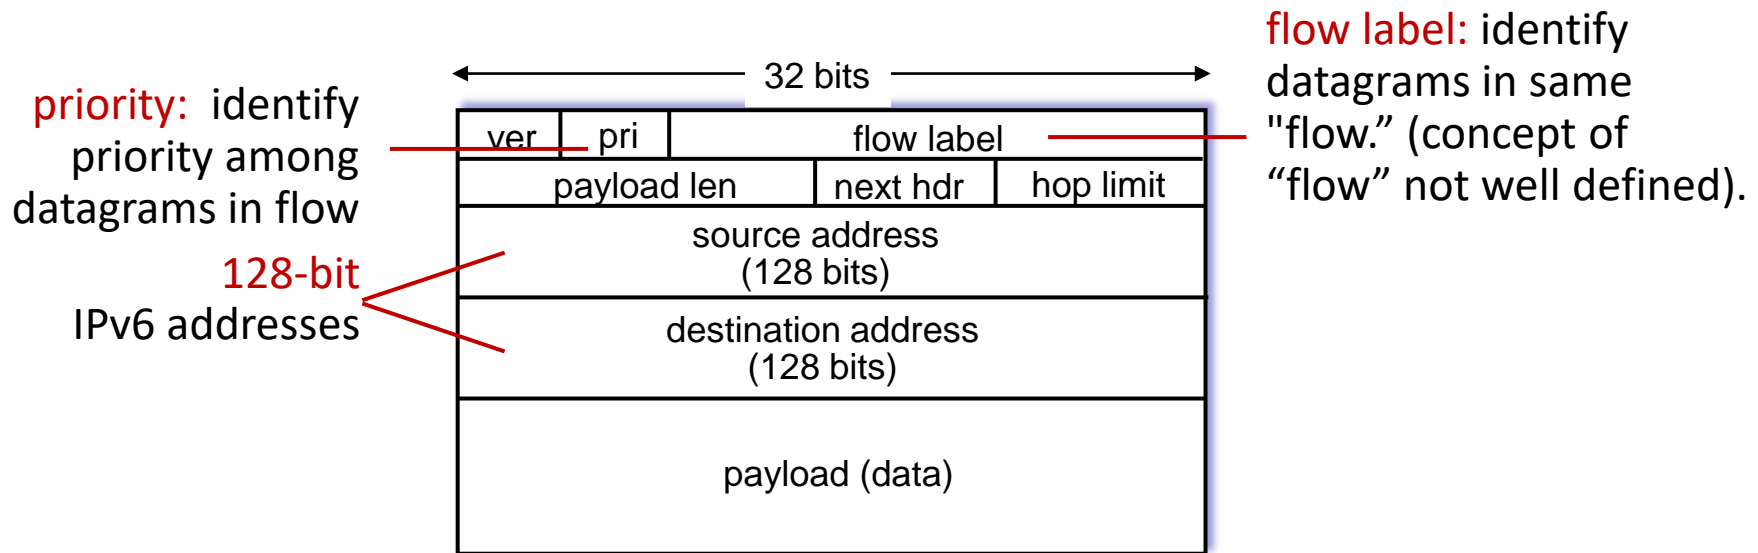 priority: identify
priority among
datagrams in flow
128-bit
IPv6 addresses
32 bits
ver pri flow label
payload len next hdr hop limit
source address
(128 bits)
destination address
(128 bits)
payload (data)
flow label: identify
datagrams in same
"flow.” (concept of
“flow” not well defined).